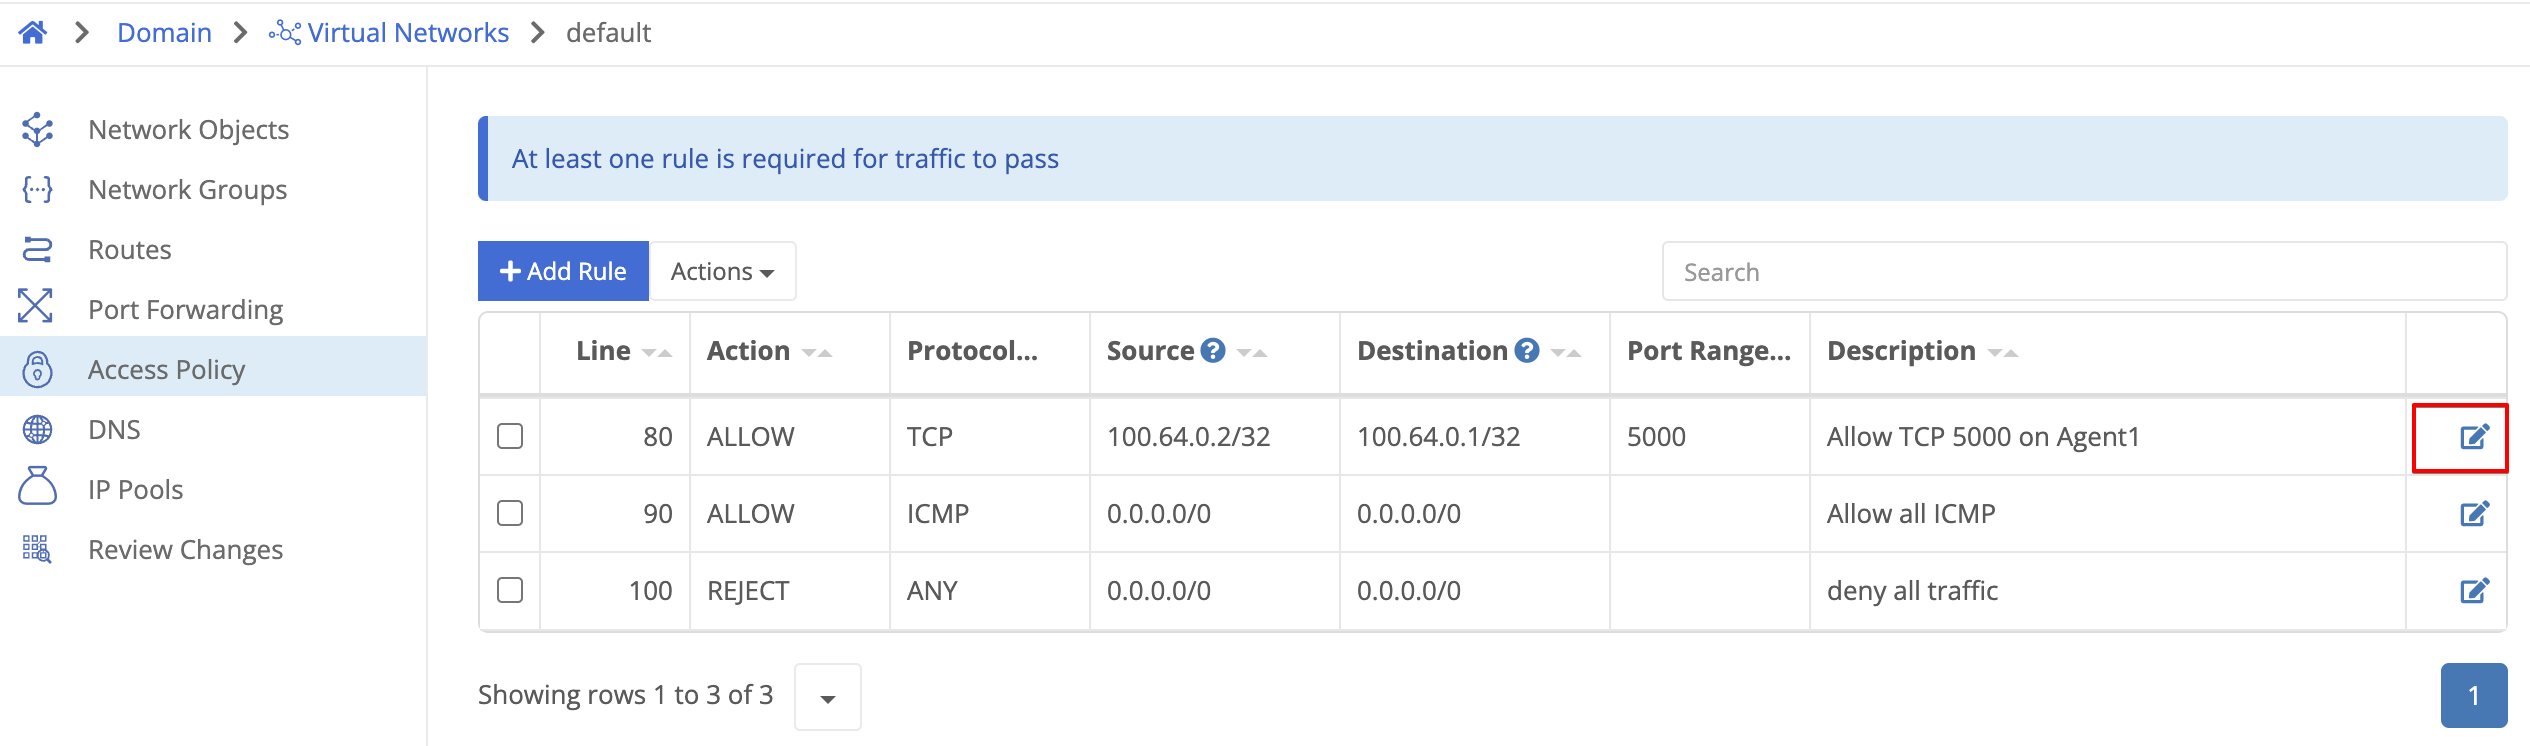 Domain Virtual Networks default
Network Objects
Network Groups
Routes
Port Forwarding
Access Policy
DNS
IP Pools
Review Changes
At least one rule is required for traffic to pass
Add Rule Actions Search
Line Action Protocol... Source ? Destination ? Port Range... Description
80 ALLOW TCP 100.64.0.2/32 100.64.0.1/32 5000 Allow TCP 5000 on Agent1
90 ALLOW ICMP 0.0.0.0/0 0.0.0.0/0 Allow all ICMP
100 REJECT ANY 0.0.0.0/0 0.0.0.0/0 deny all traffic
Showing rows 1 to 3 of 3 1